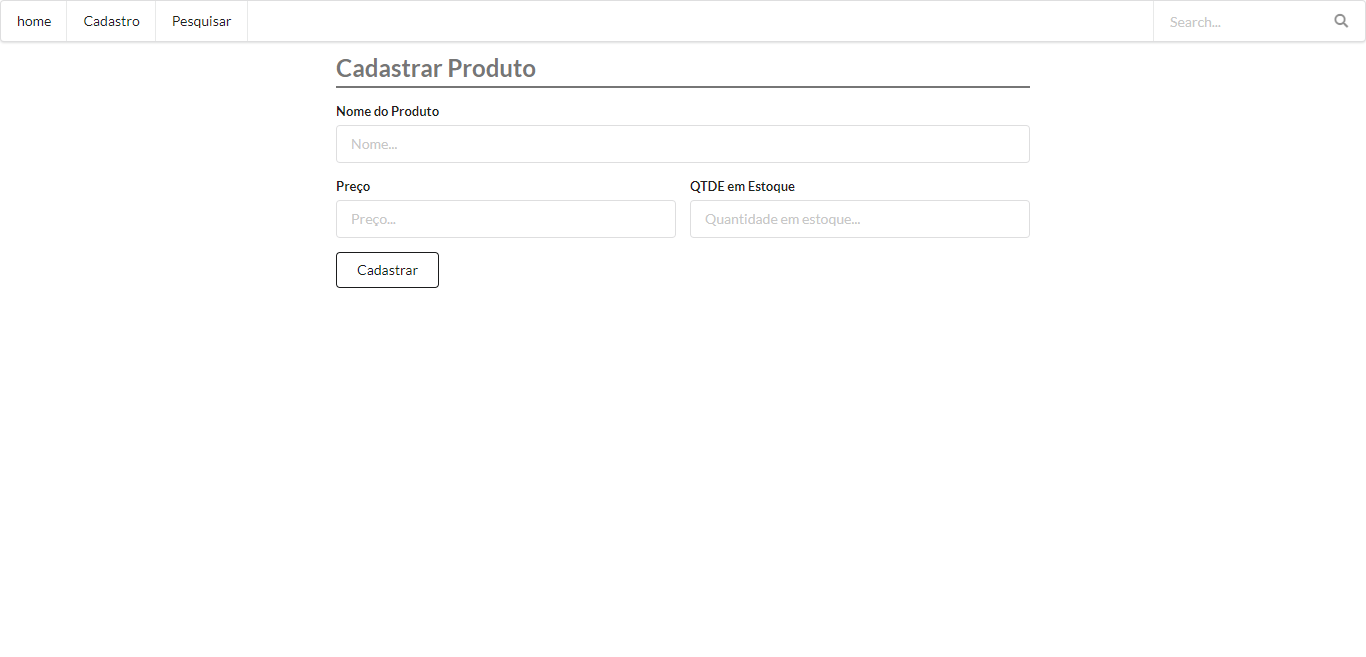 home Cadastro Pesquisar Search...
Cadastrar Produto
Nome do Produto
Nome...
Preço QTDE em Estoque
Preço... Quantidade em estoque...
Cadastrar